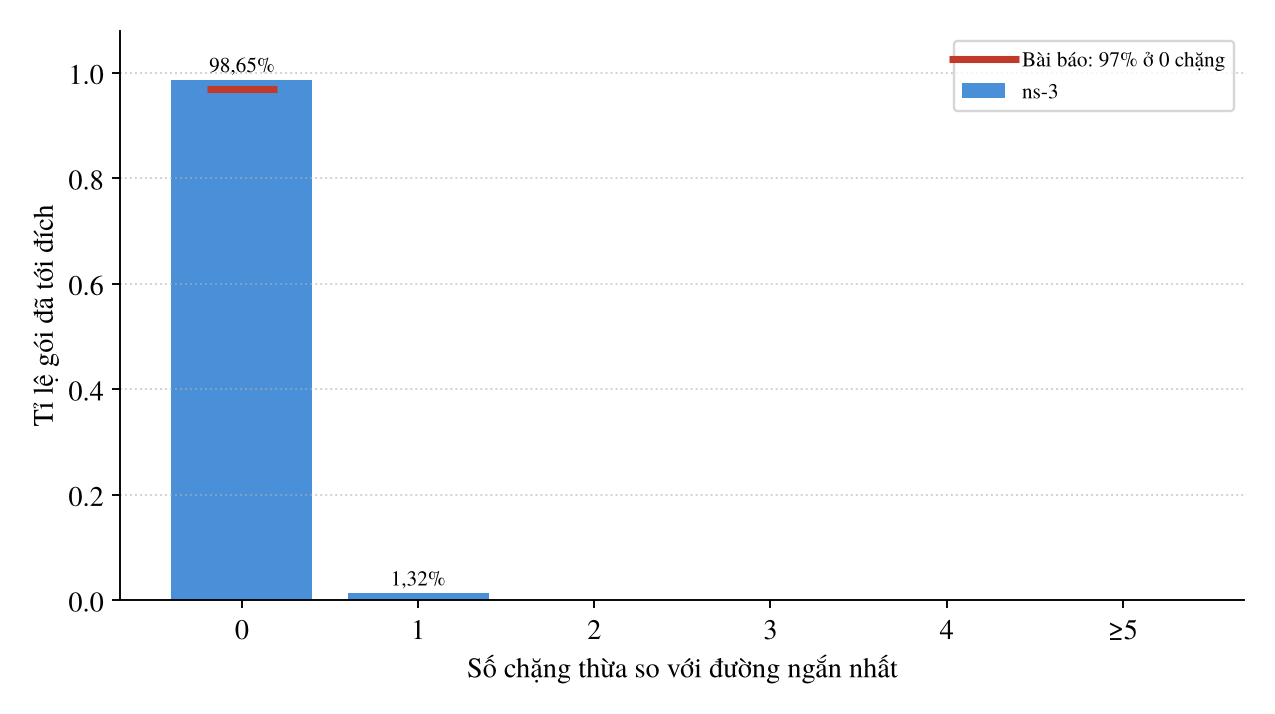 98,65%
Bài báo: 97% ở 0 chặng
ns-3
1.0
0.8
0.6
0.4
0.2
0.0
Tỉ lệ gói đã tới đích
1,32%
0 1 2 3 4 ≥5
Số chặng thừa so với đường ngắn nhất